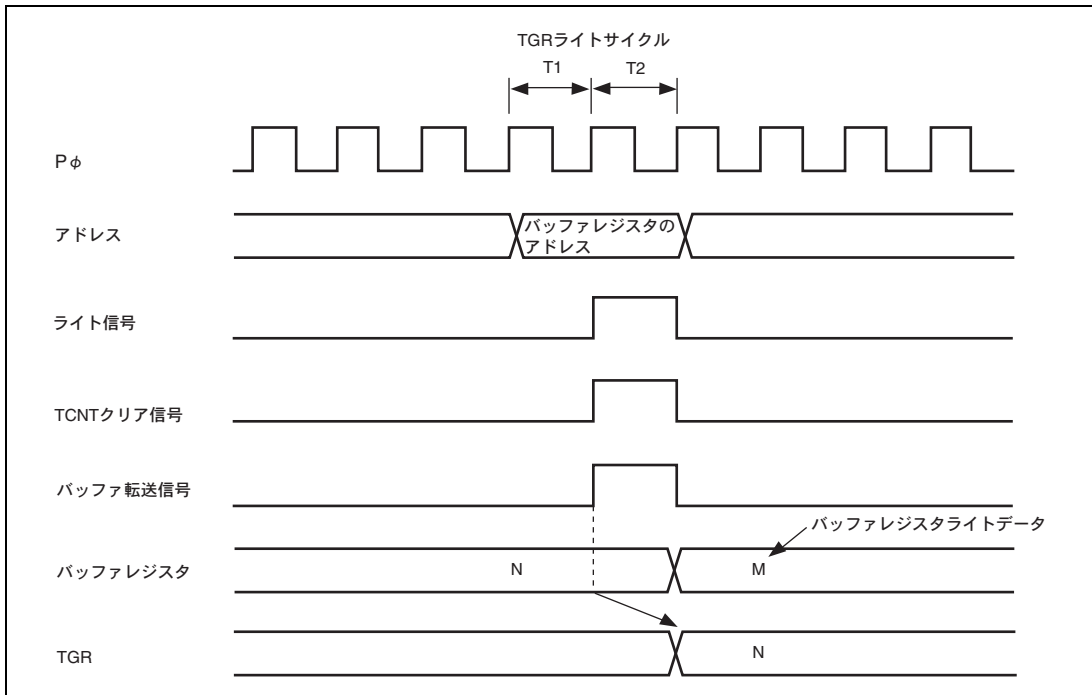 TGRライトサイクル
T1 T2
Pφ
アドレス
バッファレジスタの
アドレス
ライト信号
TCNTクリア信号
バッファ転送信号
バッファレジスタライトデータ
バッファレジスタ
N M
TGR
N